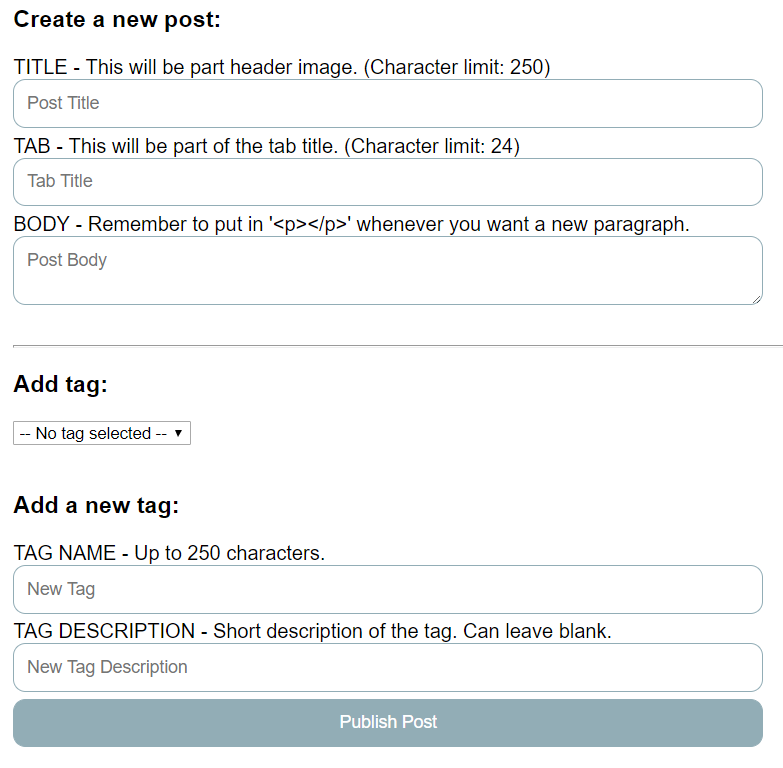 Create a new post:
TITLE - This will be part header image. (Character limit: 250)
Post Title
TAB - This will be part of the tab title. (Character limit: 24)
Tab Title
BODY - Remember to put in '<p></p>' whenever you want a new paragraph.
Post Body
Add tag:
-- No tag selected --
Add a new tag:
TAG NAME - Up to 250 characters.
New Tag
TAG DESCRIPTION - Short description of the tag. Can leave blank.
New Tag Description
Publish Post